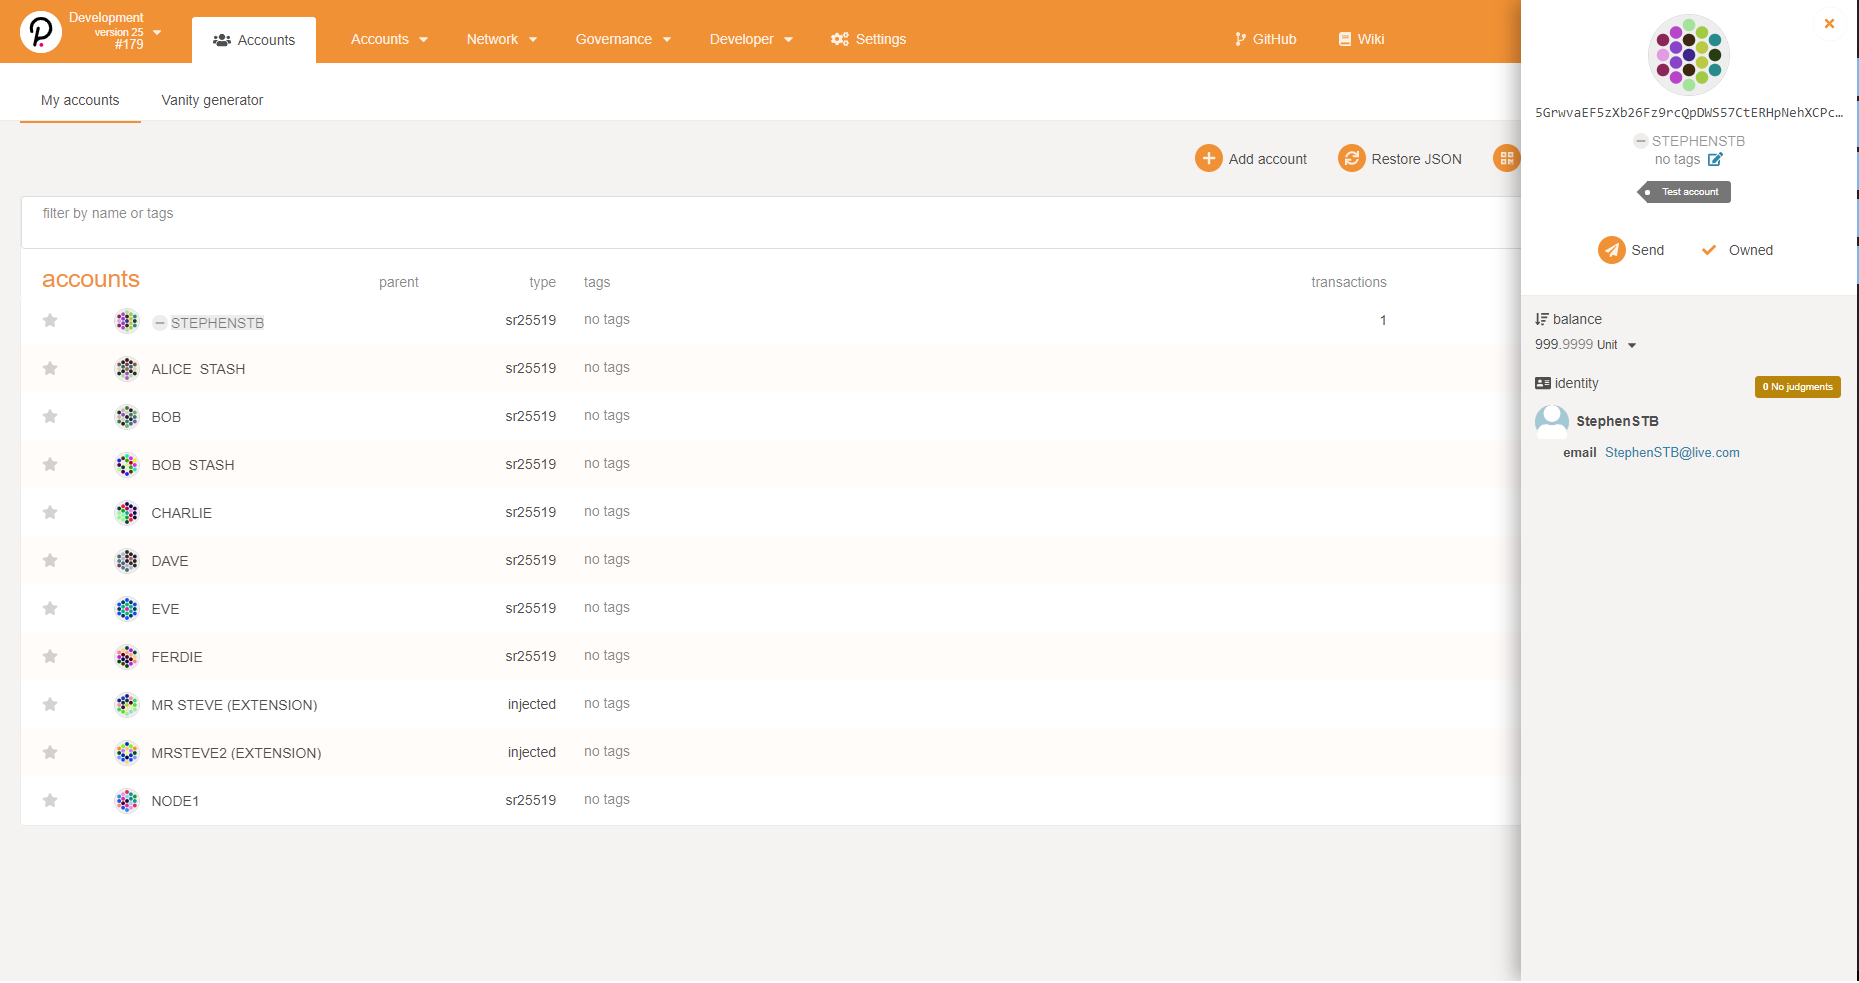 Development
version 25
#179
Accounts
Accounts
Network
Governance
Developer
Settings
GitHub
Wiki
My accounts
Vanity generator
Add account
Restore JSON
filter by name or tags
accounts parent type tags transactions
STEPHENSTB sr25519 no tags 1
ALICE STASH sr25519 no tags
BOB sr25519 no tags
BOB STASH sr25519 no tags
CHARLIE sr25519 no tags
DAVE sr25519 no tags
EVE sr25519 no tags
FERDIE sr25519 no tags
MR STEVE (EXTENSION) injected no tags
MRSTEVE2 (EXTENSION) injected no tags
NODE1 sr25519 no tags
5GrwvaEF5zXb26Fz9rcQpDWS57CtERHpNehXCPc…
STEPHENSTB
no tags
Test account
Send
Owned
balance
999.9999 Unit
identity
0 No judgments
StephenSTB
email StephenSTB@live.com